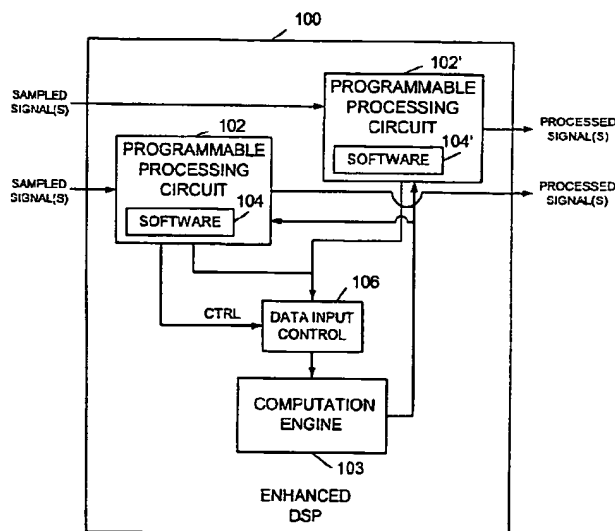 100
102'
SAMPLED
SIGNAL(S)
PROGRAMMABLE
PROCESSING
CIRCUIT
SOFTWARE
104'
PROCESSED
SIGNAL(S)
102
SAMPLED
SIGNAL(S)
PROGRAMMABLE
PROCESSING
CIRCUIT
SOFTWARE
104
PROCESSED
SIGNAL(S)
106
CTRL
DATA INPUT
CONTROL
COMPUTATION
ENGINE
103
ENHANCED
DSP